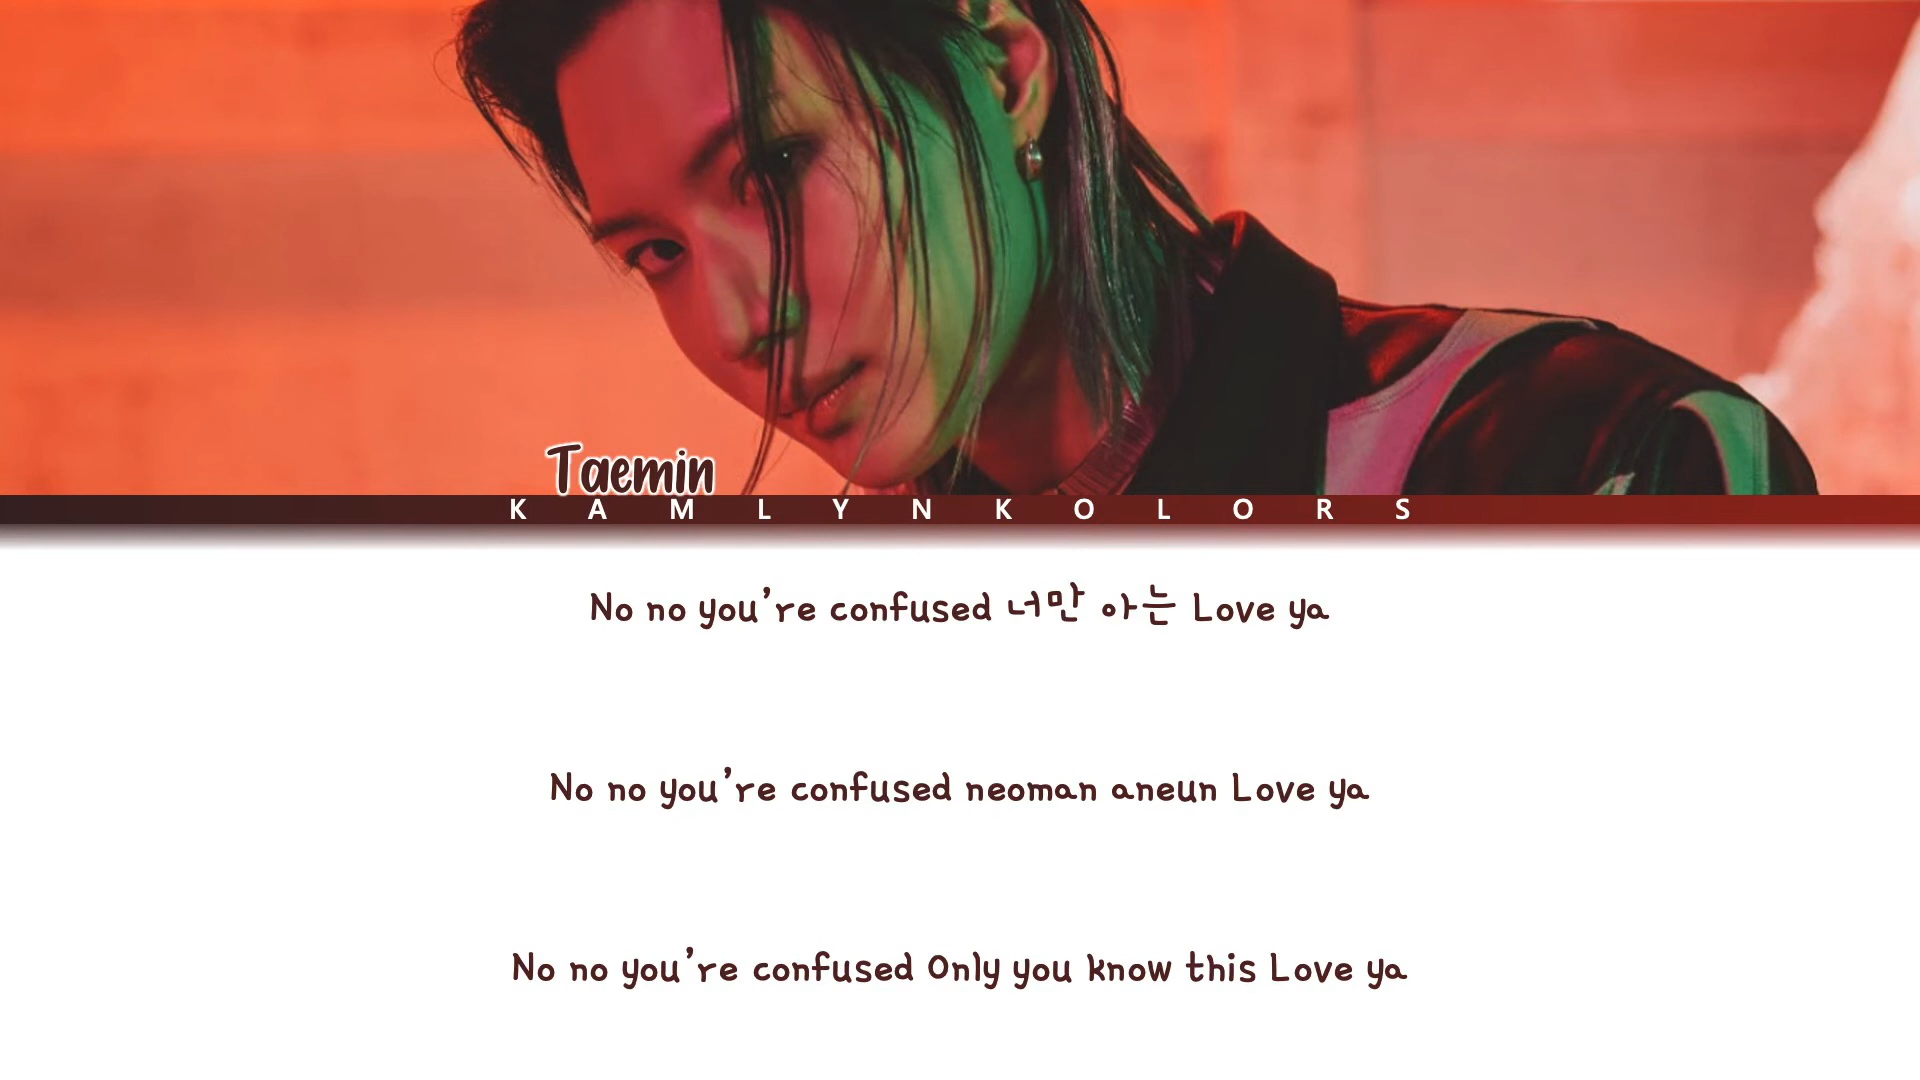 Taemin
KAMLYNKOLORS
No no you're confused 너만 아는 Love ya
No no you're confused neoman aneun Love ya
No no you're confused Only you know this Love ya